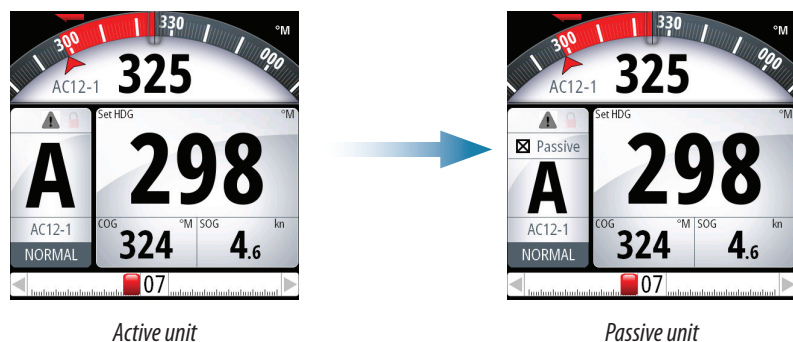 300 330 000 °M
AC12-1 325
Set HDG °M
A 298
AC12-1
NORMAL
COG °M SOG kn
324 4.6
07
300 330 000 °M
AC12-1 325
Set HDG °M
Passive
A 298
AC12-1
NORMAL
COG °M SOG kn
324 4.6
07
Active unit
Passive unit